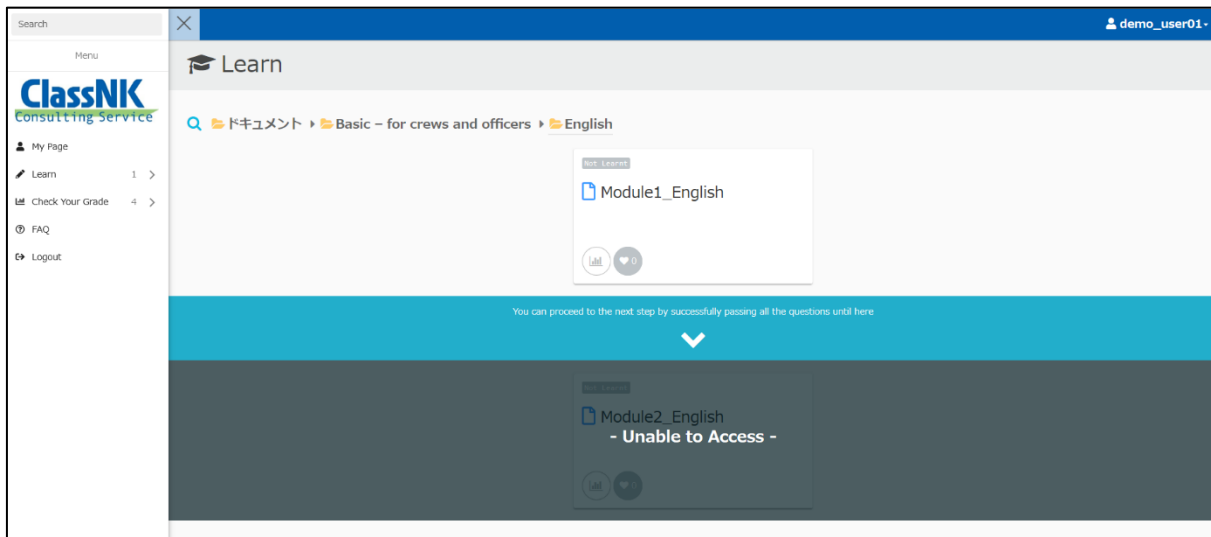 Search
Menu
ClassNK
Consulting Service
My Page
Learn 1
Check Your Grade 4
FAQ
Logout
demo_user01
Learn
ドキュメント Basic – for crews and officers English
Not Learnt
Module1_English
0
You can proceed to the next step by successfully passing all the questions until here
Not Learnt
Module2_English
- Unable to Access -
0